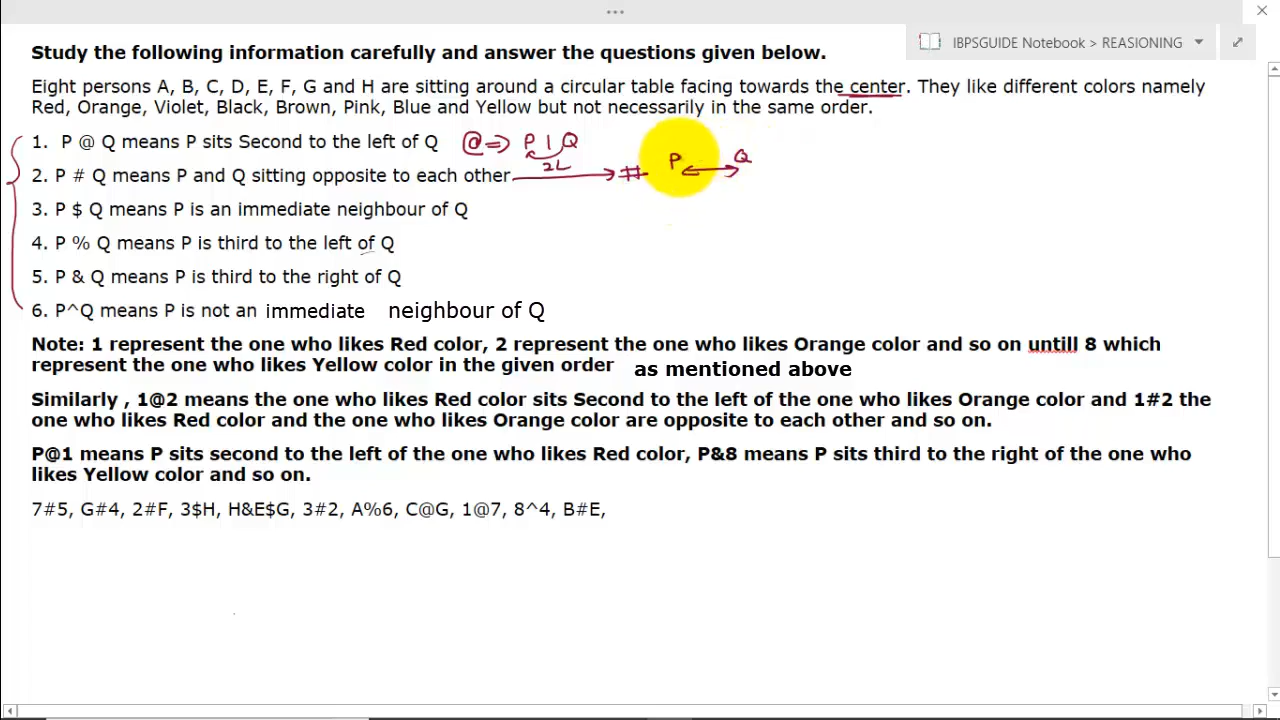 IBPSGUIDE Notebook > REASIONING
Study the following information carefully and answer the questions given below.
Eight persons A, B, C, D, E, F, G and H are sitting around a circular table facing towards the center. They like different colors namely
Red, Orange, Violet, Black, Brown, Pink, Blue and Yellow but not necessarily in the same order.
1. P @ Q means P sits Second to the left of Q @ => P | Q
2L
2. P # Q means P and Q sitting opposite to each other # P Q
3. P $ Q means P is an immediate neighbour of Q
4. P % Q means P is third to the left of Q
5. P & Q means P is third to the right of Q
6. P^Q means P is not an immediate neighbour of Q
Note: 1 represent the one who likes Red color, 2 represent the one who likes Orange color and so on untill 8 which
represent the one who likes Yellow color in the given order as mentioned above
Similarly , 1@2 means the one who likes Red color sits Second to the left of the one who likes Orange color and 1#2 the
one who likes Red color and the one who likes Orange color are opposite to each other and so on.
P@1 means P sits second to the left of the one who likes Red color, P&8 means P sits third to the right of the one who
likes Yellow color and so on.
7#5, G#4, 2#F, 3$H, H&E$G, 3#2, A%6, C@G, 1@7, 8^4, B#E,